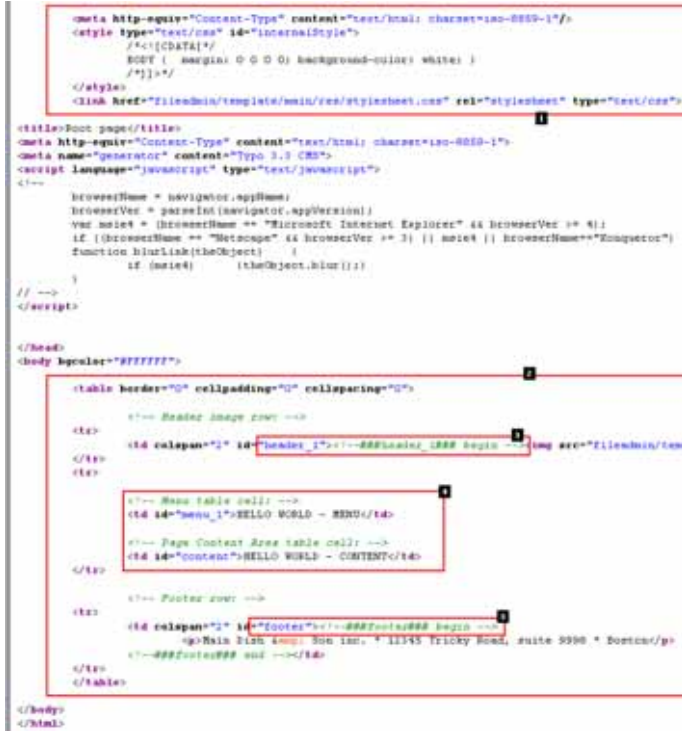 <meta http-equiv="Content-Type" content="text/html; charset=iso-8859-1"/>
<style type="text/css" id="internalStyle">
/*<![CDATA[*/
BODY { margin: 0 0 0 0; background-color: white; }
/*]]>*/
</style>
<link href="fileadmin/template/main/res/stylesheet.css" rel="stylesheet" type="text/css">
1
<title>Root page</title>
<meta http-equiv="Content-Type" content="text/html; charset=iso-8859-1">
<meta name="generator" content="Typo 3.5 CMS">
<script language="javascript" type="text/javascript">
<!--
browserName = navigator.appName;
browserVer = parseInt(navigator.appVersion);
var msie4 = (browserName == "Microsoft Internet Explorer" && browserVer >= 4);
if ((browserName == "Netscape" && browserVer >= 3) || msie4 || browserName=="Konqueror")
function blurLink(theObject) {
if (msie4) {theObject.blur();}
}
// -->
</script>
</head>
<body bgcolor="#FFFFFF">
2
<table border="0" cellpadding="0" cellspacing="0">
<!-- Header image row: -->
<tr>
3
<td colspan="2" id="header_1"><!--###header_1### begin --><img src="fileadmin/tem
</tr>
<tr>
4
<!-- Menu table cell: -->
<td id="menu_1">HELLO WORLD - MENU</td>
<!-- Page Content Area table cell: -->
<td id="content">HELLO WORLD - CONTENT</td>
</tr>
<!-- Footer row: -->
<tr>
<td colspan="2" id="footer"><!--###footer### begin -->
<p>Main Dish &amp; Son inc. * 12345 Tricky Road, suite 9998 * Boston</p>
<!--###footer### end --></td>
</tr>
</table>
</body>
</html>